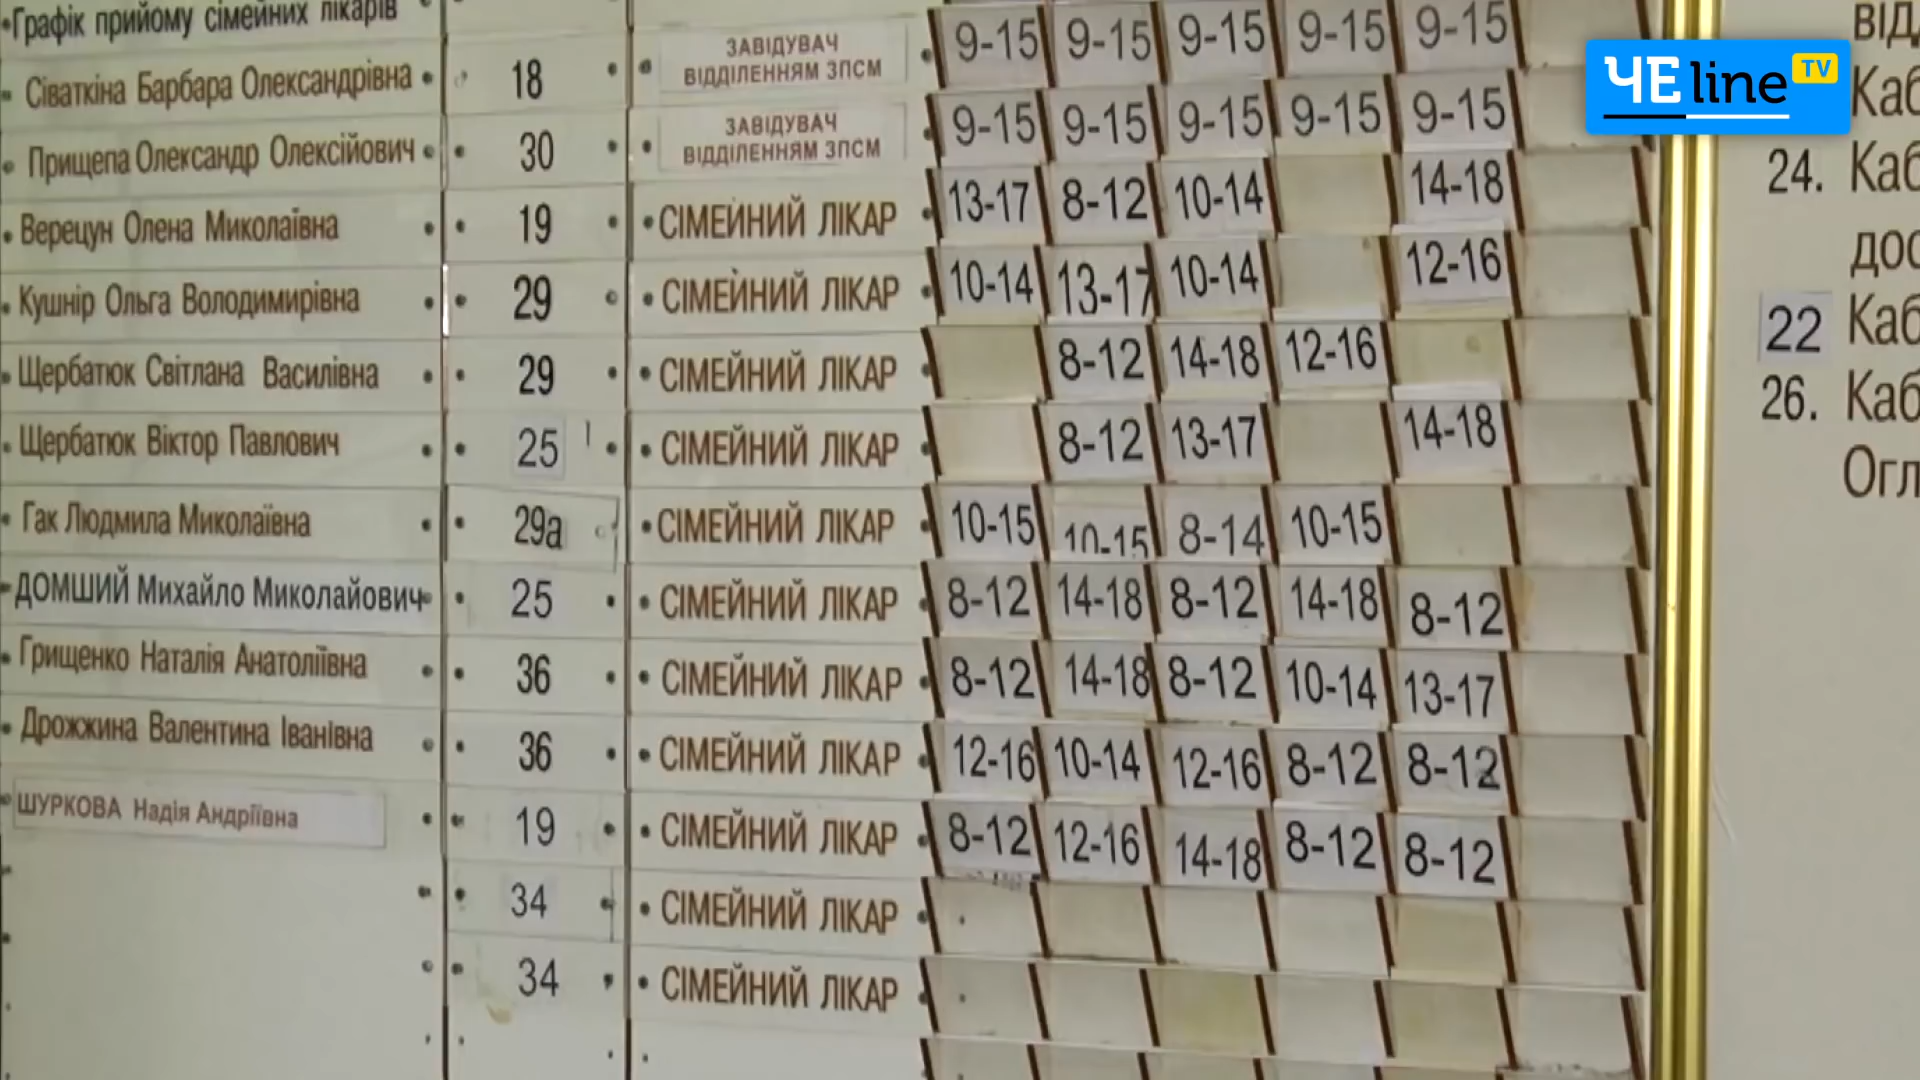 Графік прийому сімейних лікарів
ЗАВІДУВАЧ
ВІДДІЛЕННЯМ ЗПСМ
Сіваткіна Барбара Олександрівна 18 9-15 9-15 9-15 9-15 9-15
ЗАВІДУВАЧ
ВІДДІЛЕННЯМ ЗПСМ
Прищепа Олександр Олексійович 30 9-15 9-15 9-15 9-15 9-15
Верецун Олена Миколаївна 19 СІМЕЙНИЙ ЛІКАР 13-17 8-12 10-14 14-18
Кушнір Ольга Володимирівна 29 СІМЕЙНИЙ ЛІКАР 10-14 13-17 10-14 12-16
Щербатюк Світлана Василівна 29 СІМЕЙНИЙ ЛІКАР 8-12 14-18 12-16
Щербатюк Віктор Павлович 25 СІМЕЙНИЙ ЛІКАР 8-12 13-17 14-18
Гак Людмила Миколаївна 29а СІМЕЙНИЙ ЛІКАР 10-15 10-15 8-14 10-15
ДОМШИЙ Михайло Миколайович 25 СІМЕЙНИЙ ЛІКАР 8-12 14-18 8-12 14-18 8-12
Грищенко Наталія Анатоліївна 36 СІМЕЙНИЙ ЛІКАР 8-12 14-18 8-12 10-14 13-17
Дрожжина Валентина Іванівна 36 СІМЕЙНИЙ ЛІКАР 12-16 10-14 12-16 8-12 8-12
ШУРКОВА Надія Андріївна 19 СІМЕЙНИЙ ЛІКАР 8-12 12-16 14-18 8-12 8-12
34 СІМЕЙНИЙ ЛІКАР
34 СІМЕЙНИЙ ЛІКАР
ЧЕline TV
від
Каб
24. Каб
дос
22 Каб
26. Каб
Огл